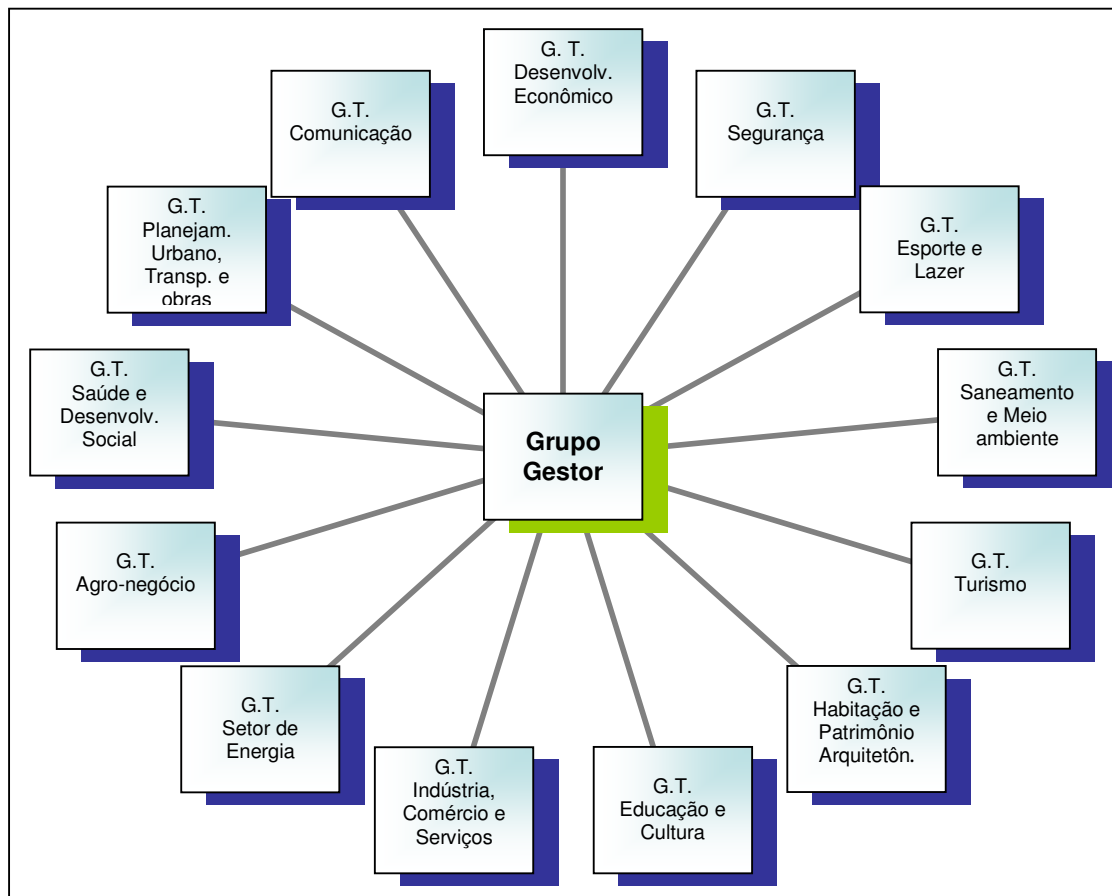 G. T.
Desenvolv.
Econômico
G.T.
Segurança
G.T.
Esporte e
Lazer
G.T.
Saneamento
e Meio
ambiente
G.T.
Turismo
G.T.
Habitação e
Patrimônio
Arquitetôn.
G.T.
Educação e
Cultura
G.T.
Indústria,
Comércio e
Serviços
G.T.
Setor de
Energia
G.T.
Agro-negócio
G.T.
Saúde e
Desenvolv.
Social
G.T.
Planejam.
Urbano,
Transp. e
obras
G.T.
Comunicação
Grupo
Gestor